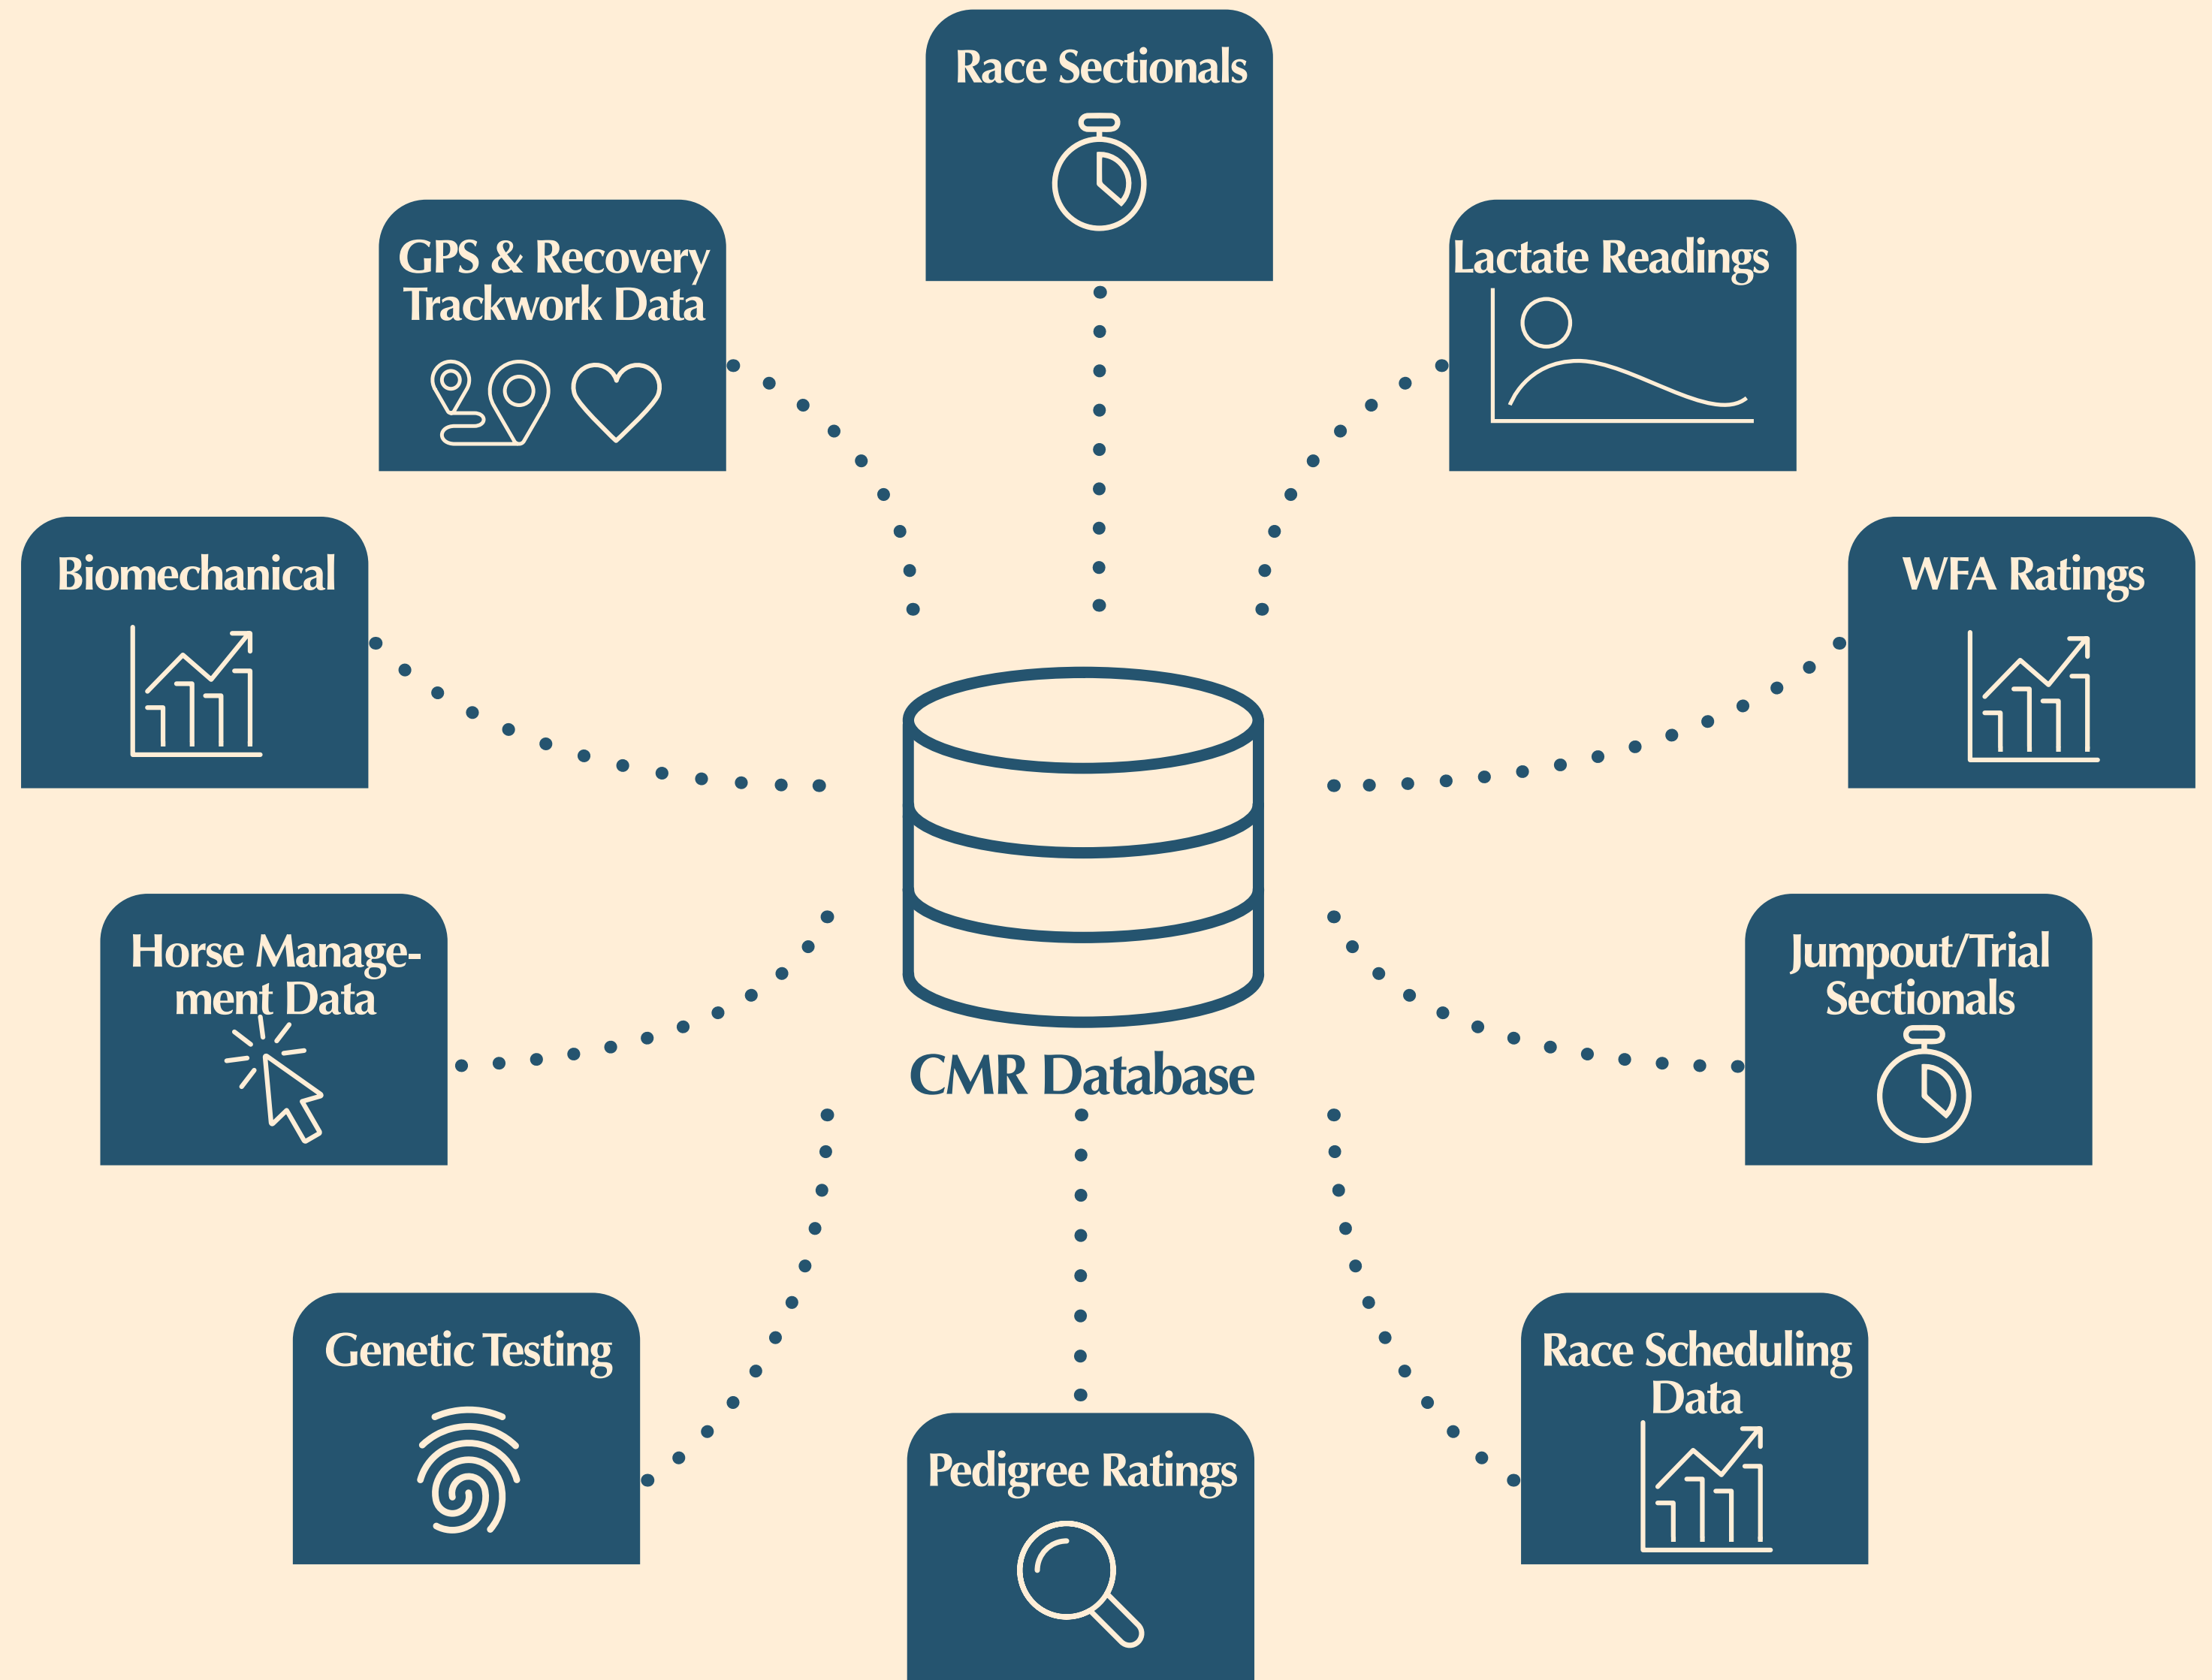 Race Sectionals
GPS & Recovery
Trackwork Data
Lactate Readings
Biomechanical
WFA Ratings
Horse Manage-
ment Data
Jumpout/Trial
Sectionals
CMR Database
Genetic Testing
Race Scheduling
Data
Pedigree Ratings